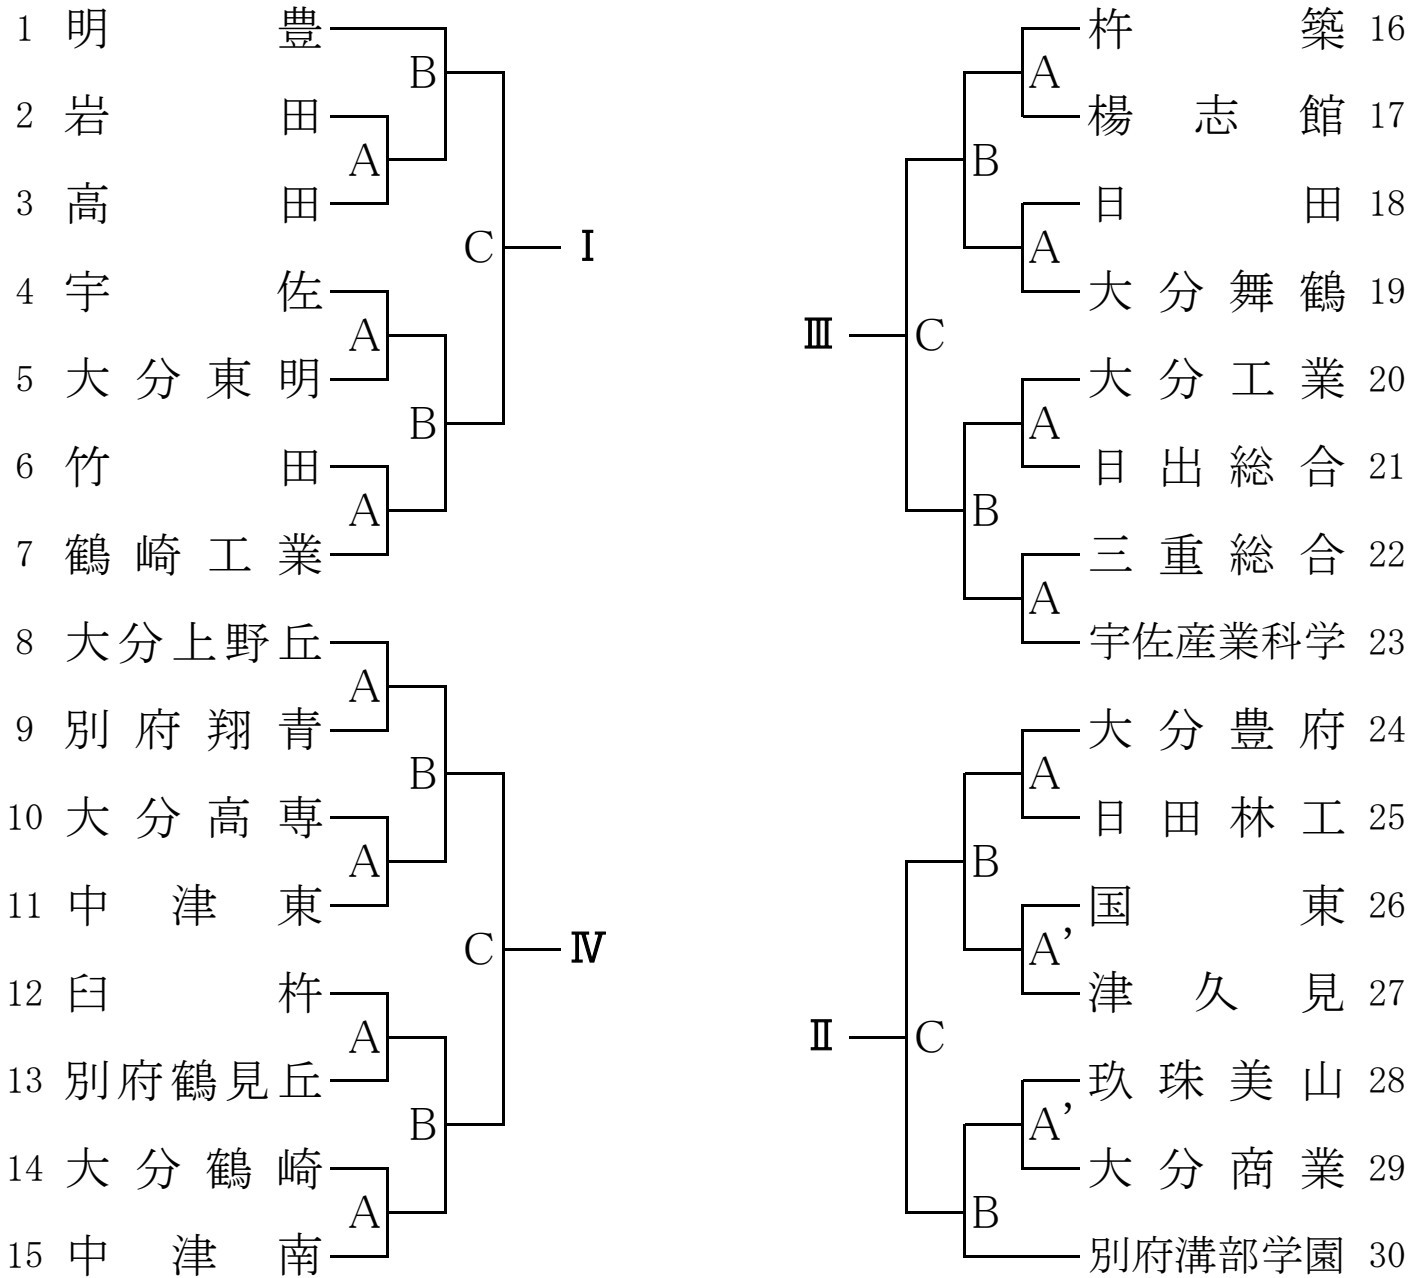 1 明豊
B
2 岩田
A
3 高田
C Ⅰ
4 宇佐
A
5 大分東明
B
6 竹田
A
7 鶴崎工業
8 大分上野丘
A
9 別府翔青
B
10 大分高専
A
11 中津東
C Ⅳ
12 臼杵
A
13 別府鶴見丘
B
14 大分鶴崎
A
15 中津南
杵築 16
A
楊志館 17
B
日田 18
A
大分舞鶴 19
Ⅲ C
大分工業 20
A
日出総合 21
B
三重総合 22
A
宇佐産業科学 23
大分豊府 24
A
日田林工 25
B
国東 26
A’
津久見 27
Ⅱ C
玖珠美山 28
A’
大分商業 29
B
別府溝部学園 30